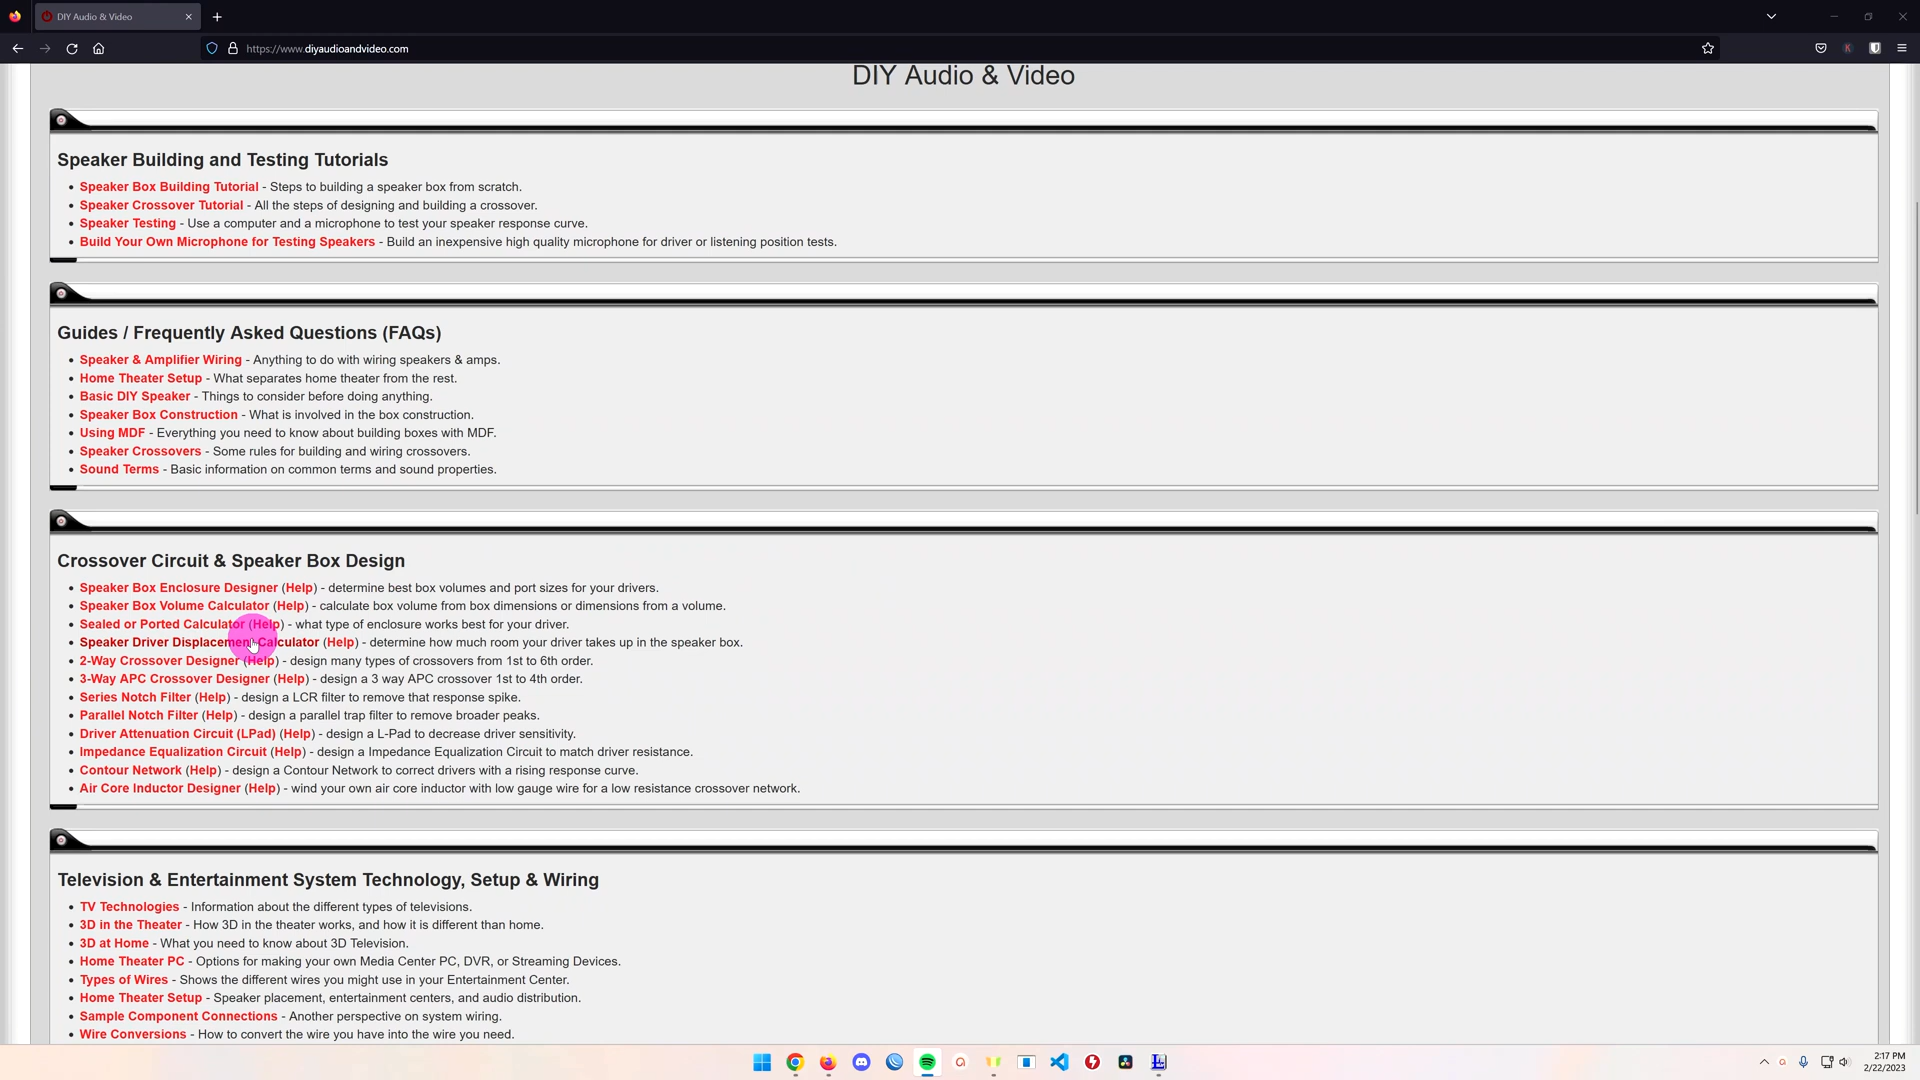 DIY Audio & Video
https://www.diyaudioandvideo.com
DIY Audio & Video
Speaker Building and Testing Tutorials
Speaker Box Building Tutorial - Steps to building a speaker box from scratch.
Speaker Crossover Tutorial - All the steps of designing and building a crossover.
Speaker Testing - Use a computer and a microphone to test your speaker response curve.
Build Your Own Microphone for Testing Speakers - Build an inexpensive high quality microphone for driver or listening position tests.
Guides / Frequently Asked Questions (FAQs)
Speaker & Amplifier Wiring - Anything to do with wiring speakers & amps.
Home Theater Setup - What separates home theater from the rest.
Basic DIY Speaker - Things to consider before doing anything.
Speaker Box Construction - What is involved in the box construction.
Using MDF - Everything you need to know about building boxes with MDF.
Speaker Crossovers - Some rules for building and wiring crossovers.
Sound Terms - Basic information on common terms and sound properties.
Crossover Circuit & Speaker Box Design
Speaker Box Enclosure Designer (Help) - determine best box volumes and port sizes for your drivers.
Speaker Box Volume Calculator (Help) - calculate box volume from box dimensions or dimensions from a volume.
Sealed or Ported Calculator (Help) - what type of enclosure works best for your driver.
Speaker Driver Displacement Calculator (Help) - determine how much room your driver takes up in the speaker box.
2-Way Crossover Designer (Help) - design many types of crossovers from 1st to 6th order.
3-Way APC Crossover Designer (Help) - design a 3 way APC crossover 1st to 4th order.
Series Notch Filter (Help) - design a LCR filter to remove that response spike.
Parallel Notch Filter (Help) - design a parallel trap filter to remove broader peaks.
Driver Attenuation Circuit (LPad) (Help) - design a L-Pad to decrease driver sensitivity.
Impedance Equalization Circuit (Help) - design a Impedance Equalization Circuit to match driver resistance.
Contour Network (Help) - design a Contour Network to correct drivers with a rising response curve.
Air Core Inductor Designer (Help) - wind your own air core inductor with low gauge wire for a low resistance crossover network.
Television & Entertainment System Technology, Setup & Wiring
TV Technologies - Information about the different types of televisions.
3D in the Theater - How 3D in the theater works, and how it is different than home.
3D at Home - What you need to know about 3D Television.
Home Theater PC - Options for making your own Media Center PC, DVR, or Streaming Devices.
Types of Wires - Shows the different wires you might use in your Entertainment Center.
Home Theater Setup - Speaker placement, entertainment centers, and audio distribution.
Sample Component Connections - Another perspective on system wiring.
Wire Conversions - How to convert the wire you have into the wire you need.
2:17 PM
2/22/2023